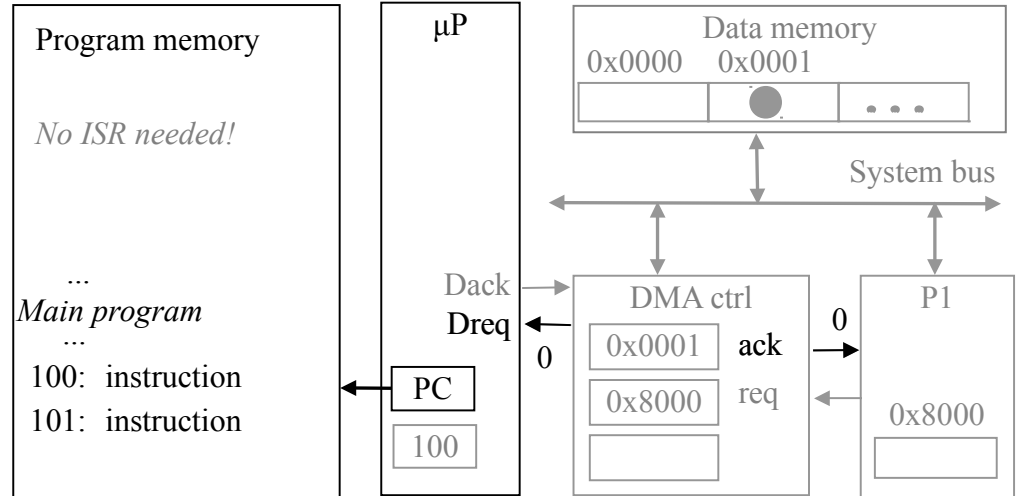 Program memory
No ISR needed!
...
Main program
...
100: instruction
101: instruction
μP
Dack
Dreq
0
PC
100
Data memory
0x0000 0x0001
...
System bus
DMA ctrl
0x0001
ack
0x8000
req
0
P1
0x8000